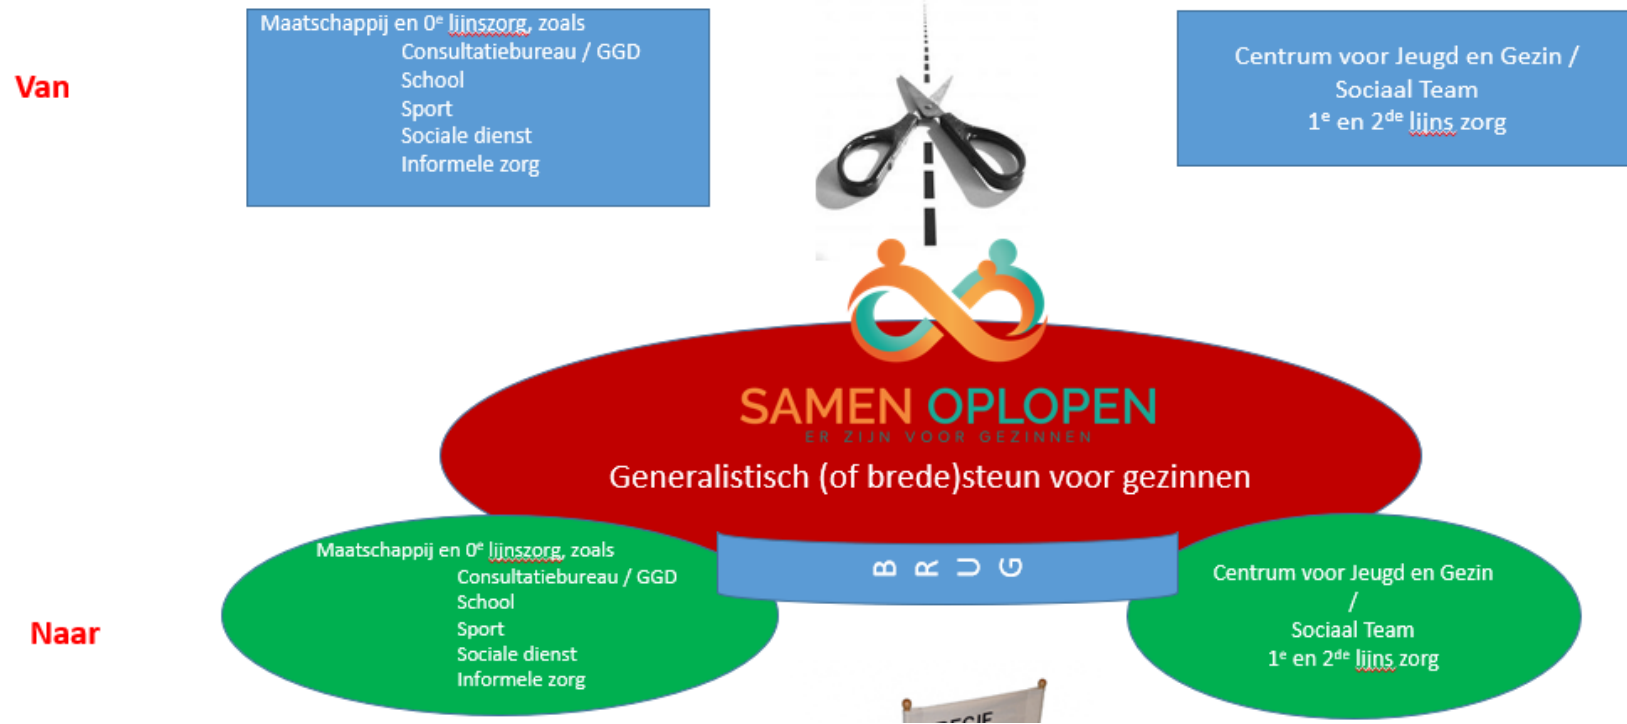 Van
Maatschappij en 0e lijnszorg, zoals
Consultatiebureau / GGD
School
Sport
Sociale dienst
Informele zorg
Centrum voor Jeugd en Gezin /
Sociaal Team
1e en 2de lijns zorg
SAMEN OPLOPEN
ER ZIJN VOOR GEZINNEN
Generalistisch (of brede)steun voor gezinnen
BRUG
Naar
Maatschappij en 0e lijnszorg, zoals
Consultatiebureau / GGD
School
Sport
Sociale dienst
Informele zorg
Centrum voor Jeugd en Gezin
/
Sociaal Team
1e en 2de lijns zorg